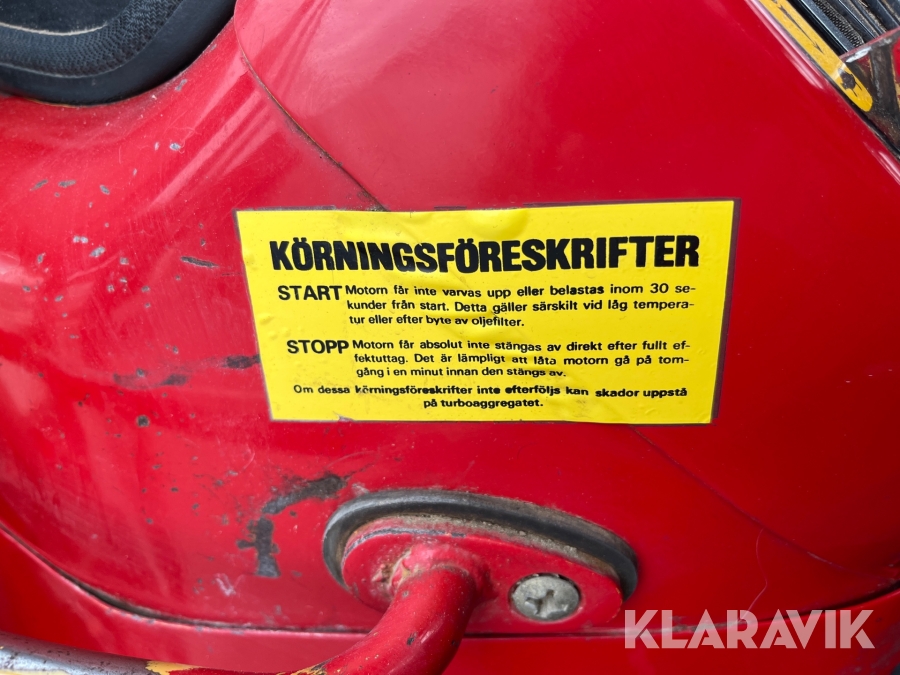 KÖRNINGSFÖRESKRIFTER
START Motorn får inte varvas upp eller belastas inom 30 se-
kunder från start. Detta gäller särskilt vid låg tempera-
tur eller efter byte av oljefilter.
STOPP Motorn får absolut inte stängas av direkt efter fullt ef-
fektuttag. Det är lämpligt att låta motorn gå på tom-
gång i en minut innan den stängs av.
Om dessa körningsföreskrifter inte efterföljs kan skador uppstå
på turboaggregatet.
KLARAVIK